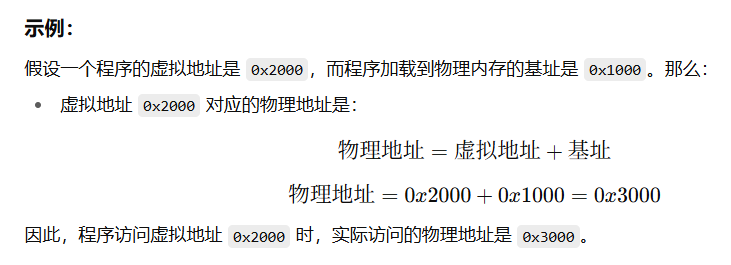 示例：
假设一个程序的虚拟地址是 0x2000，而程序加载到物理内存的基址是 0x1000。那么：
• 虚拟地址 0x2000 对应的物理地址是：
物理地址 = 虚拟地址 + 基址
物理地址 = 0x2000 + 0x1000 = 0x3000
因此，程序访问虚拟地址 0x2000 时，实际访问的物理地址是 0x3000。